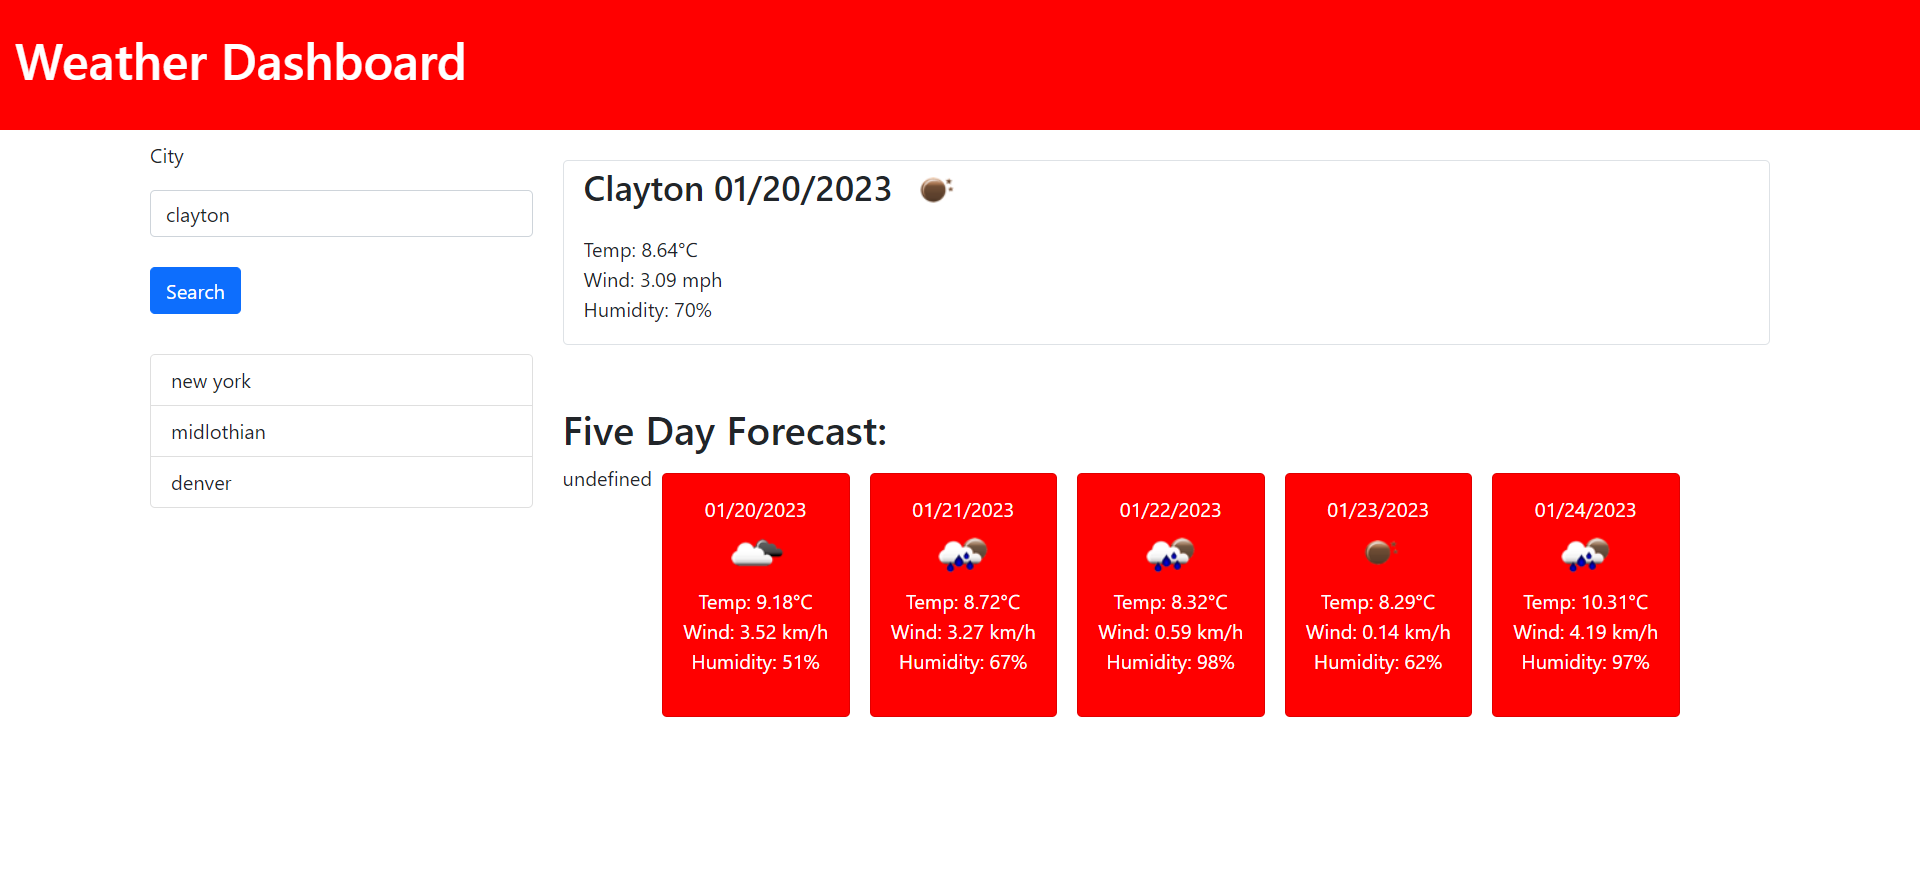 Weather Dashboard
City
clayton
Search
new york
midlothian
denver
Clayton 01/20/2023
Temp: 8.64°C
Wind: 3.09 mph
Humidity: 70%
Five Day Forecast:
undefined
01/20/2023
Temp: 9.18°C
Wind: 3.52 km/h
Humidity: 51%
01/21/2023
Temp: 8.72°C
Wind: 3.27 km/h
Humidity: 67%
01/22/2023
Temp: 8.32°C
Wind: 0.59 km/h
Humidity: 98%
01/23/2023
Temp: 8.29°C
Wind: 0.14 km/h
Humidity: 62%
01/24/2023
Temp: 10.31°C
Wind: 4.19 km/h
Humidity: 97%